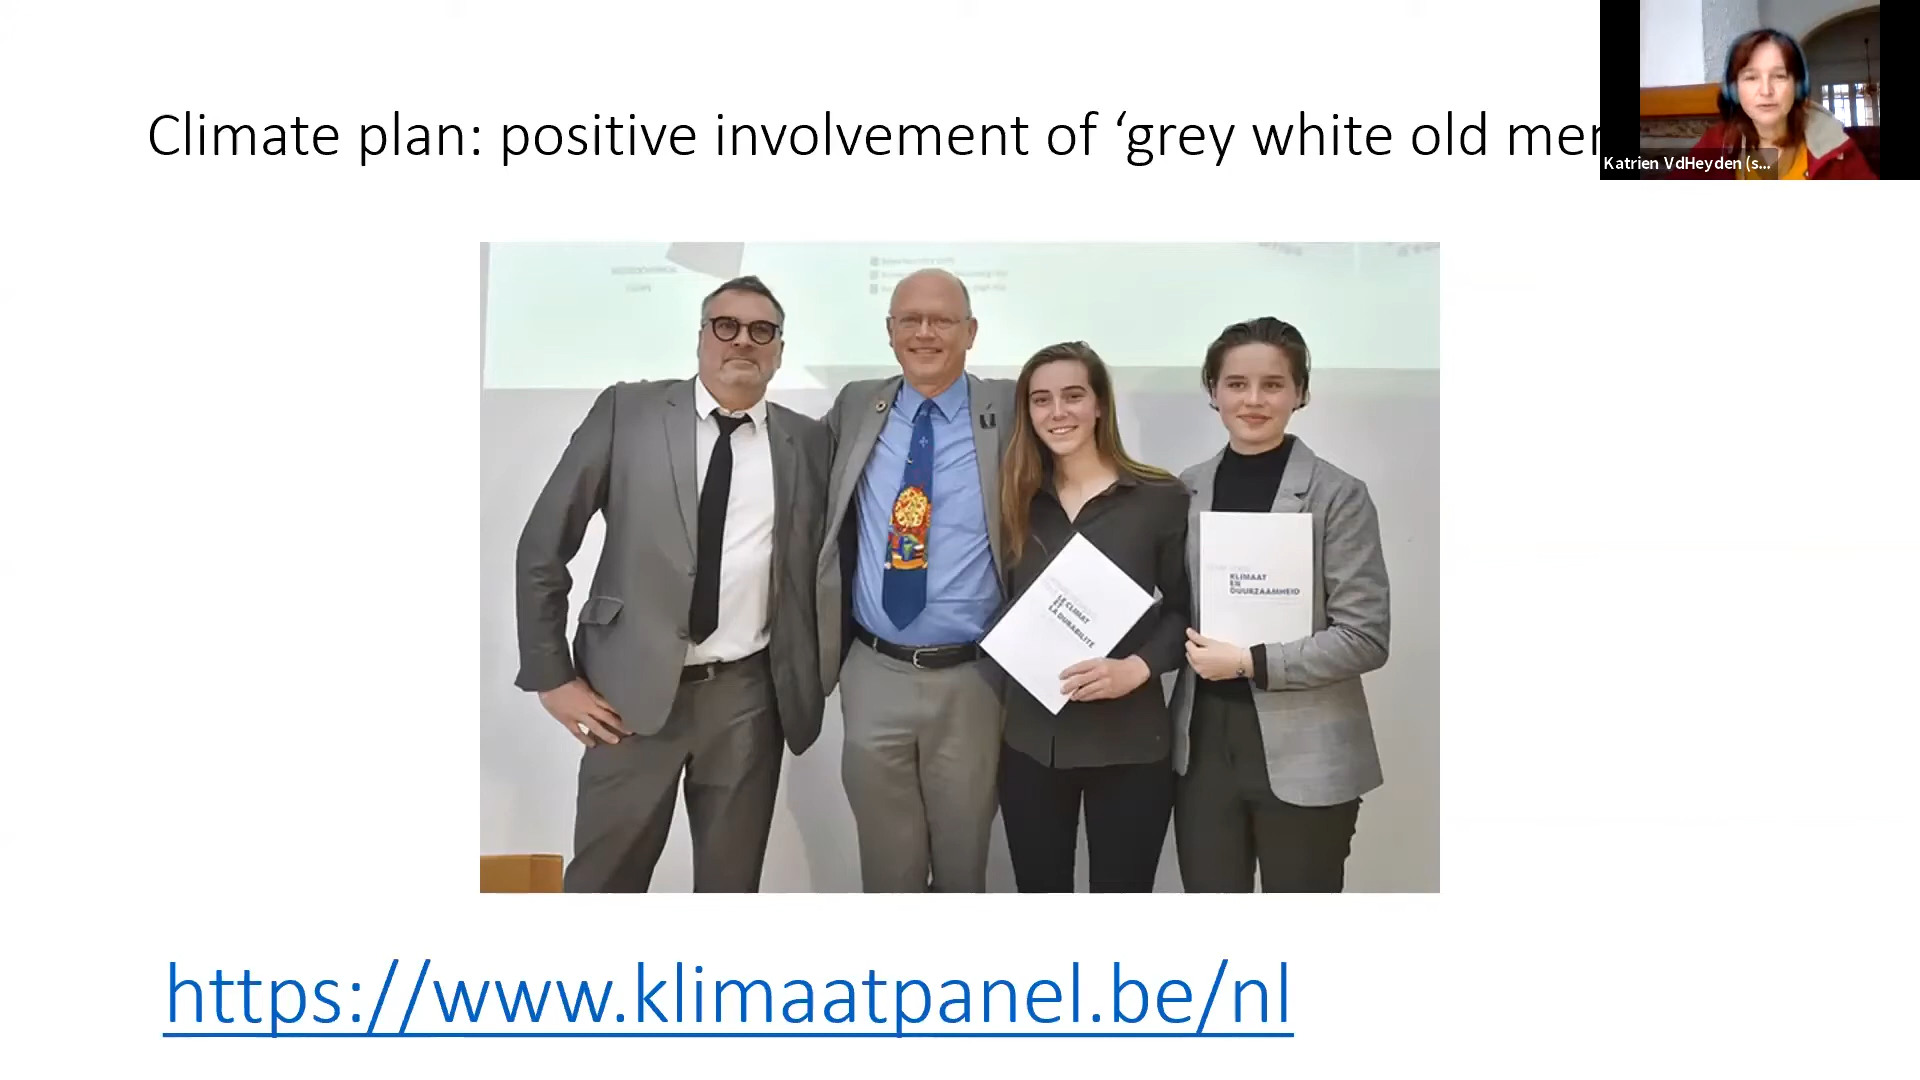 Climate plan: positive involvement of ‘grey white old men
Katrien VdHeyden (s...
LE CLIMAT
ET
LA DURABILITÉ
KLIMAAT
EN
DUURZAAMHEID
https://www.klimaatpanel.be/nl